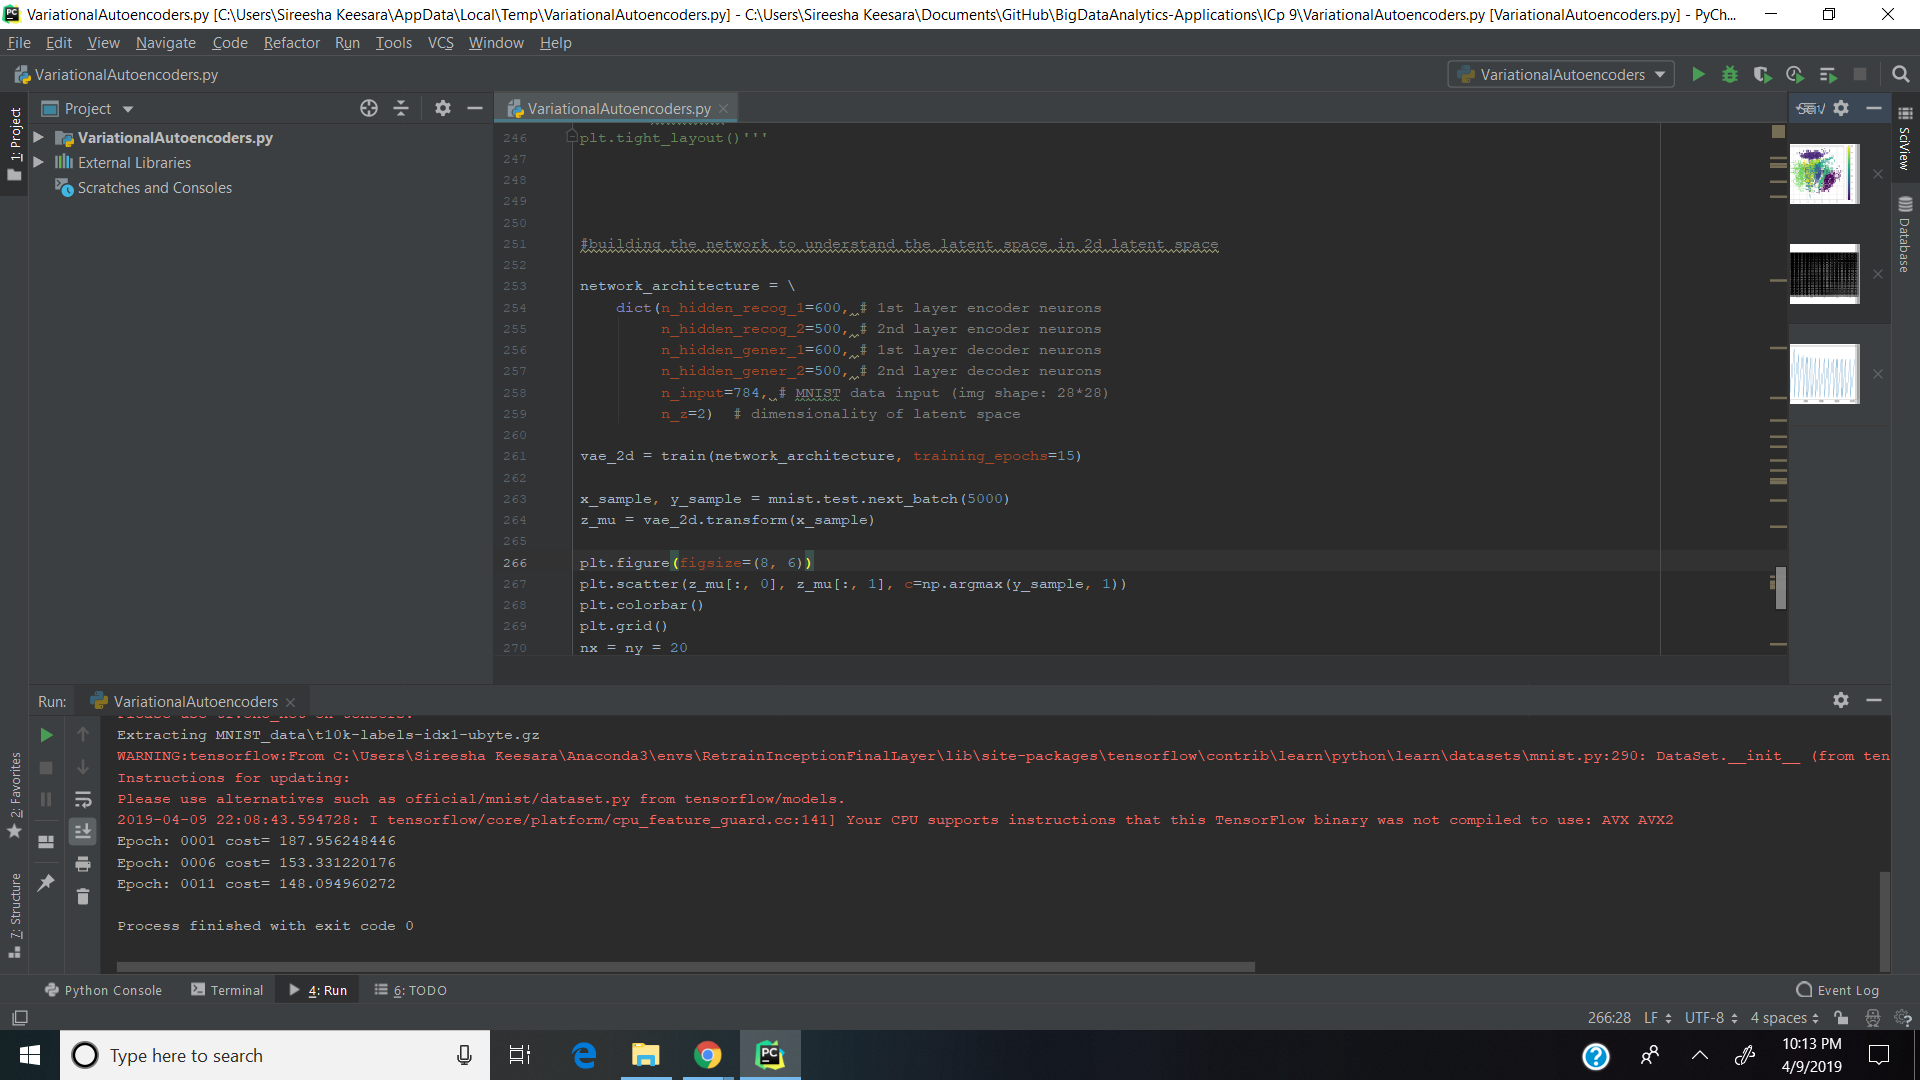 VariationalAutoencoders.py [C:\Users\Sireesha Keesara\AppData\Local\Temp\VariationalAutoencoders.py] - C:\Users\Sireesha Keesara\Documents\GitHub\BigDataAnalytics-Applications\ICp 9\VariationalAutoencoders.py [VariationalAutoencoders.py] - PyCh...
File Edit View Navigate Code Refactor Run Tools VCS Window Help
VariationalAutoencoders.py
VariationalAutoencoders
Project
VariationalAutoencoders.py
1: Project
VariationalAutoencoders.py
External Libraries
Scratches and Consoles
SciView
Database
246 plt.tight_layout()'''
247
248
249
250
251 #building the network to understand the latent space in 2d latent space
252
253 network_architecture = \
254 dict(n_hidden_recog_1=600, # 1st layer encoder neurons
255 n_hidden_recog_2=500, # 2nd layer encoder neurons
256 n_hidden_gener_1=600, # 1st layer decoder neurons
257 n_hidden_gener_2=500, # 2nd layer decoder neurons
258 n_input=784, # MNIST data input (img shape: 28*28)
259 n_z=2) # dimensionality of latent space
260
261 vae_2d = train(network_architecture, training_epochs=15)
262
263 x_sample, y_sample = mnist.test.next_batch(5000)
264 z_mu = vae_2d.transform(x_sample)
265
266 plt.figure(figsize=(8, 6))
267 plt.scatter(z_mu[:, 0], z_mu[:, 1], c=np.argmax(y_sample, 1))
268 plt.colorbar()
269 plt.grid()
270 nx = ny = 20
Run: VariationalAutoencoders
Extracting MNIST_data\t10k-labels-idx1-ubyte.gz
WARNING:tensorflow:From C:\Users\Sireesha Keesara\Anaconda3\envs\RetrainInceptionFinalLayer\lib\site-packages\tensorflow\contrib\learn\python\learn\datasets\mnist.py:290: DataSet.__init__ (from ten
Instructions for updating:
Please use alternatives such as official/mnist/dataset.py from tensorflow/models.
2019-04-09 22:08:43.594728: I tensorflow/core/platform/cpu_feature_guard.cc:141] Your CPU supports instructions that this TensorFlow binary was not compiled to use: AVX AVX2
Epoch: 0001 cost= 187.956248446
Epoch: 0006 cost= 153.331220176
Epoch: 0011 cost= 148.094960272
Process finished with exit code 0
2: Favorites
7: Structure
Python Console Terminal 4: Run 6: TODO Event Log
266:28 LF UTF-8 4 spaces
Type here to search
10:13 PM
4/9/2019